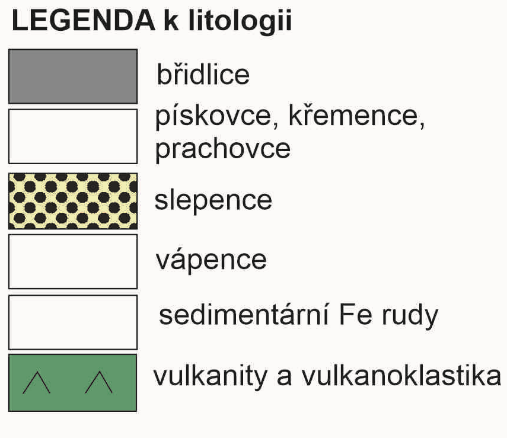 LEGENDA k litologii
břidlice
pískovce, křemence,
prachovce
slepence
vápence
sedimentární Fe rudy
vulkanity a vulkanoklastika